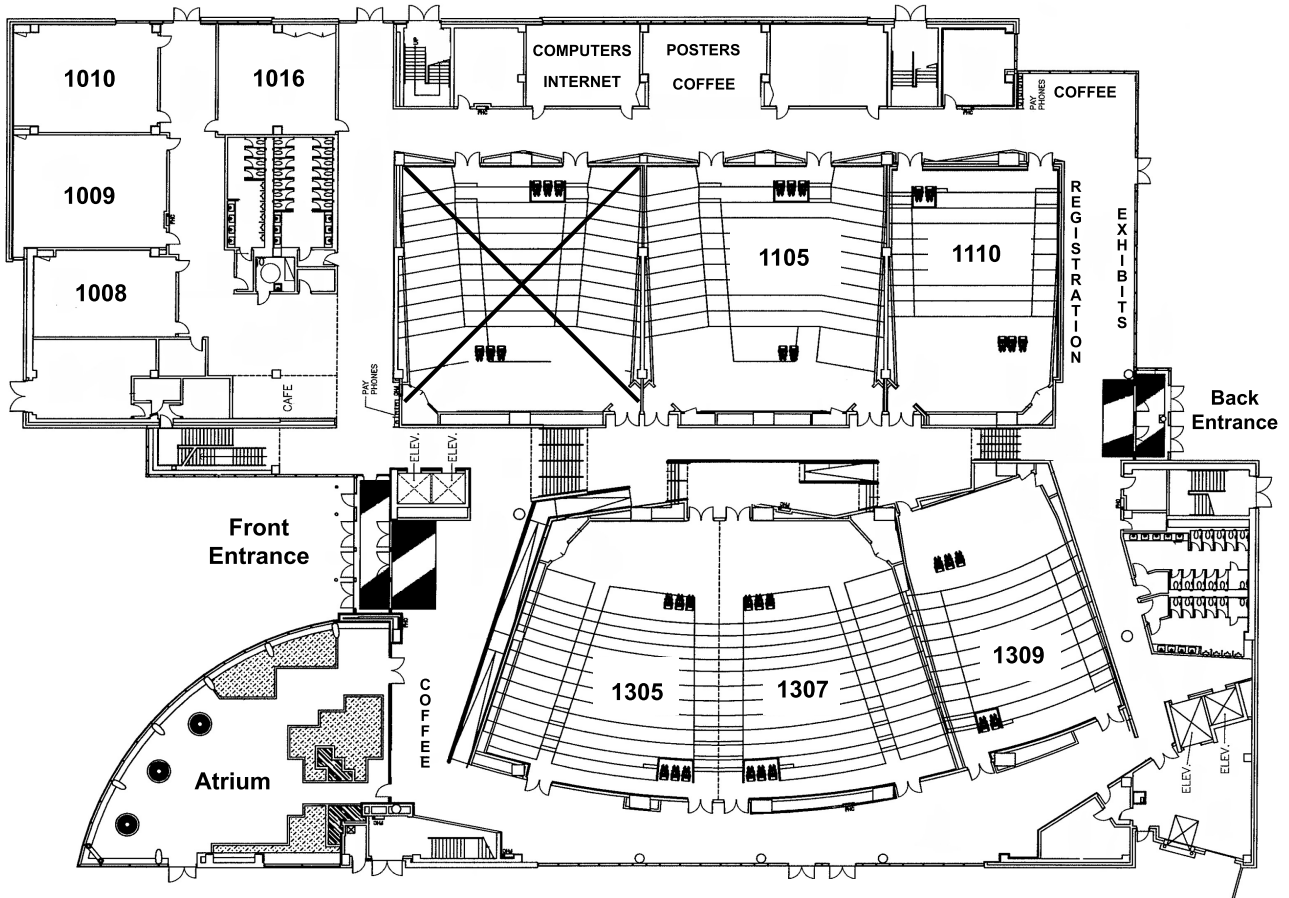 1010
1016
UP
COMPUTERS
INTERNET
POSTERS
COFFEE
PAY
PHONES
COFFEE
1009
1008
CAFE
PAY
PHONES
1105
1110
REGISTRATION
EXHIBITS
Back
Entrance
ELEV.
ELEV.
Front
Entrance
COFFEE
1305
1307
1309
Atrium
ELEV.
ELEV.